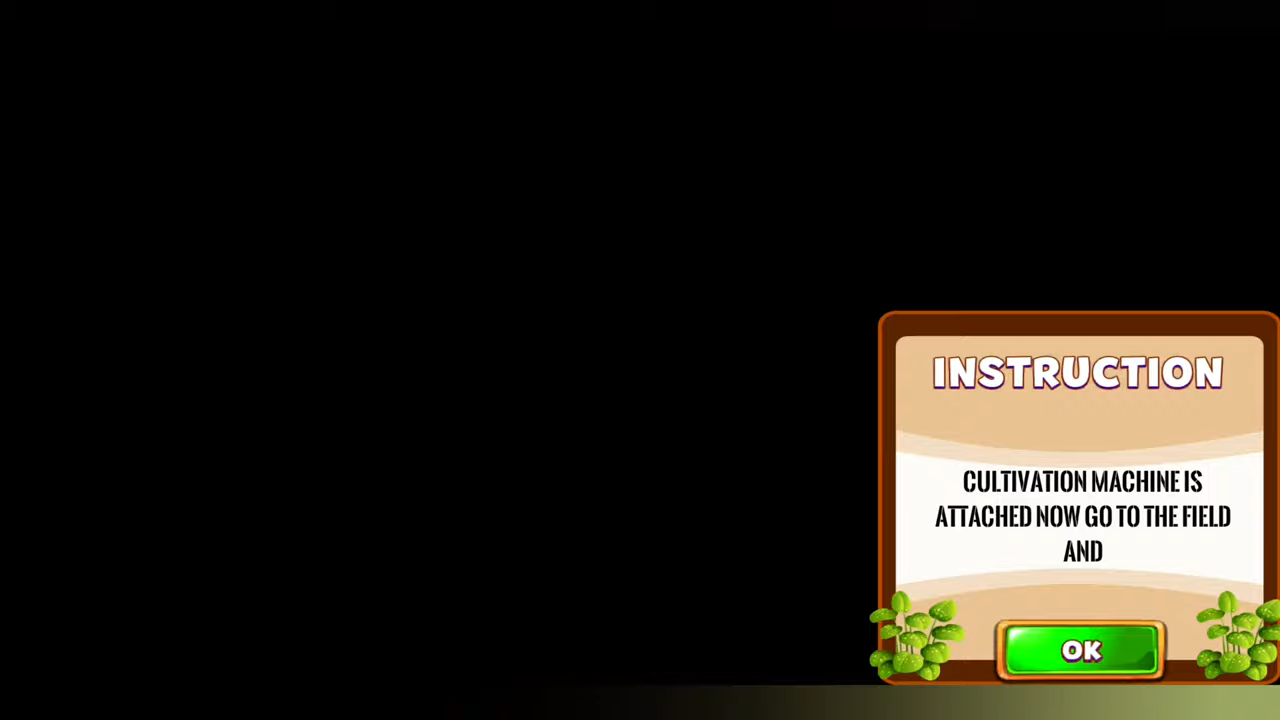 INSTRUCTION
CULTIVATION MACHINE IS
ATTACHED NOW GO TO THE FIELD
AND
OK